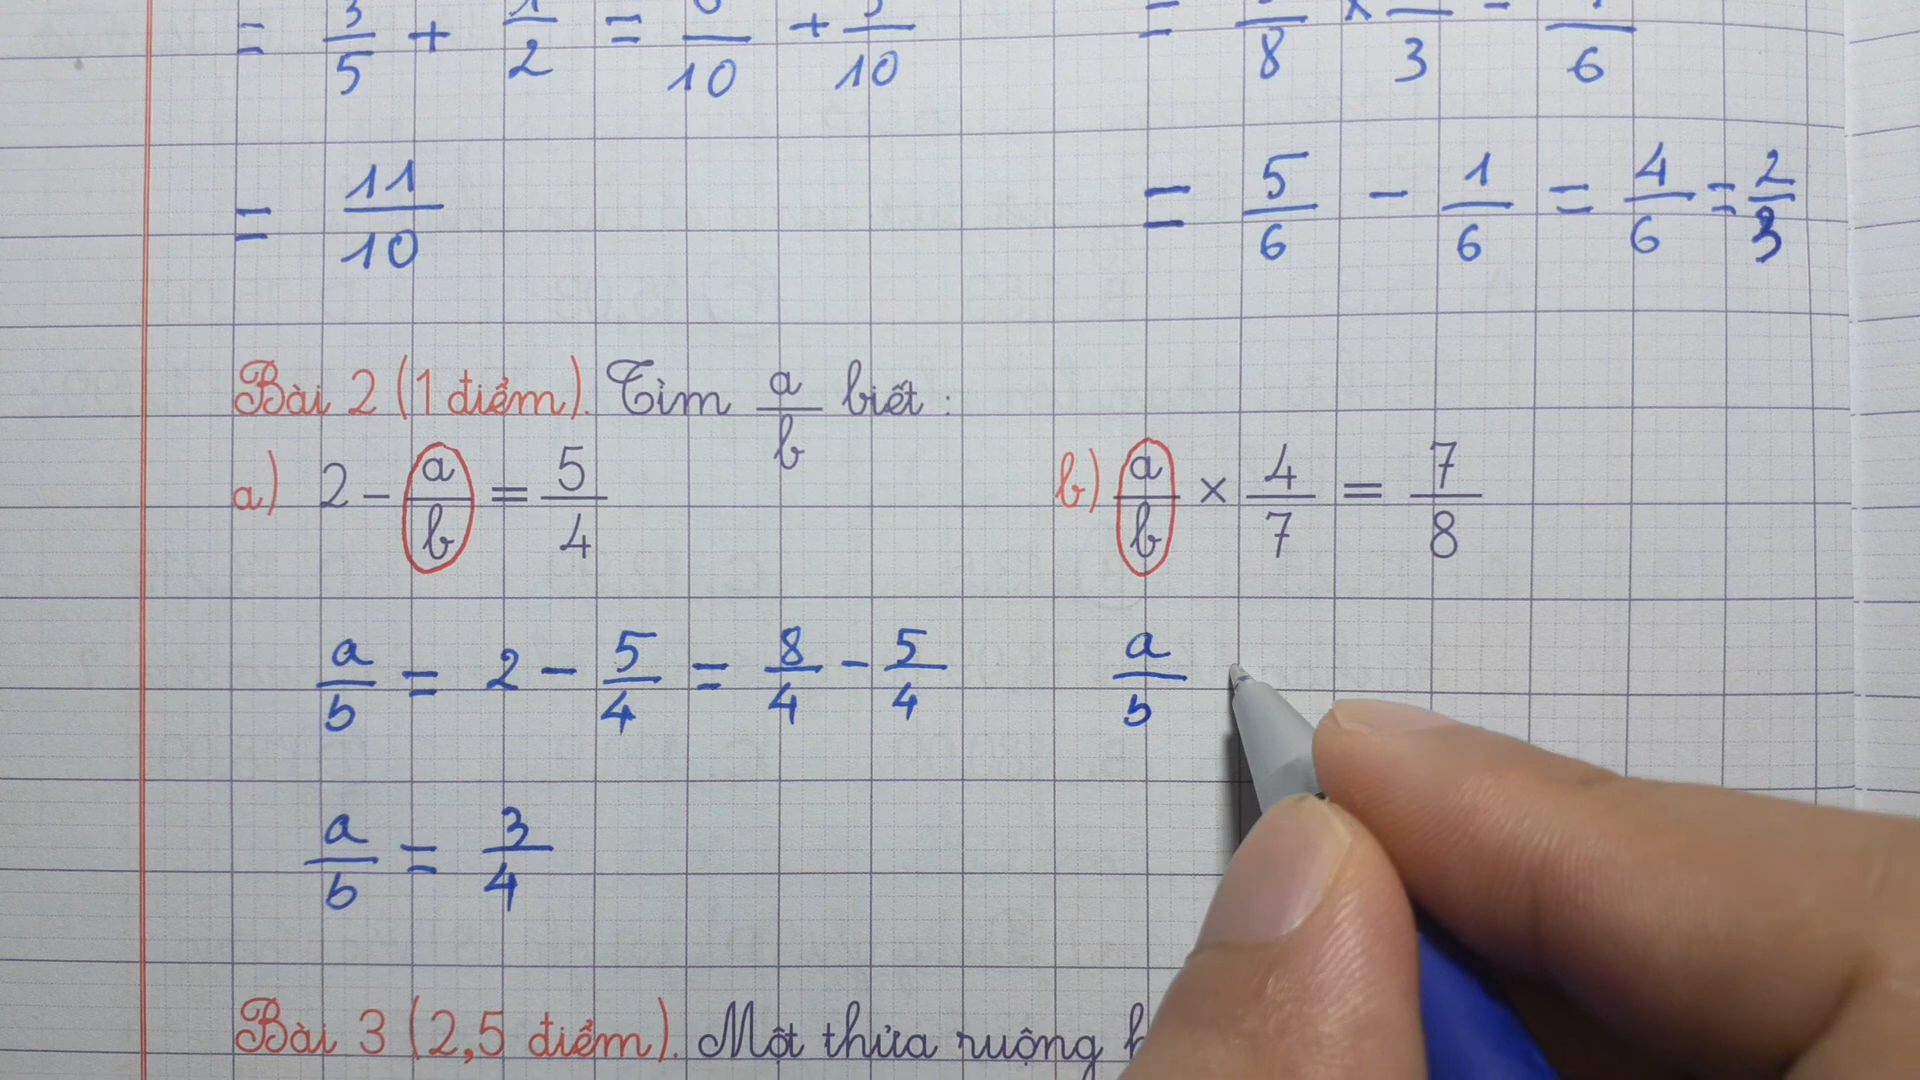 = 3/5 + 1/2 = /10 + /10
= /8 × /3 - /6
= 11/10
= 5/6 - 1/6 = 4/6 = 2/3
Bài 2 (1 điểm). Tìm a/b biết:
a) 2 - a/b = 5/4
b) a/b × 4/7 = 7/8
a/b = 2 - 5/4 = 8/4 - 5/4
a/b
a/b = 3/4
Bài 3 (2,5 điểm). Một thửa ruộng